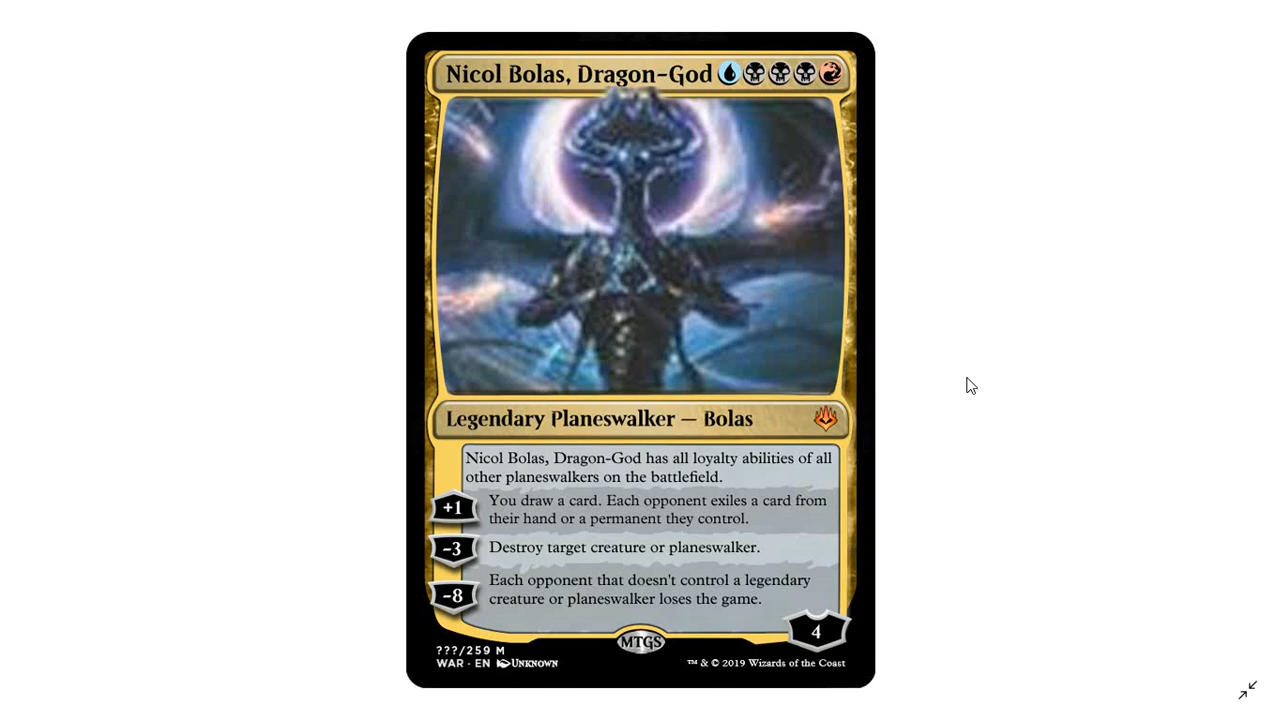 Nicol Bolas, Dragon-God
Legendary Planeswalker — Bolas
Nicol Bolas, Dragon-God has all loyalty abilities of all
other planeswalkers on the battlefield.
+1 You draw a card. Each opponent exiles a card from
their hand or a permanent they control.
-3 Destroy target creature or planeswalker.
-8 Each opponent that doesn't control a legendary
creature or planeswalker loses the game.
4
MTGS
???/259 M
WAR · EN Unknown
™ & © 2019 Wizards of the Coast